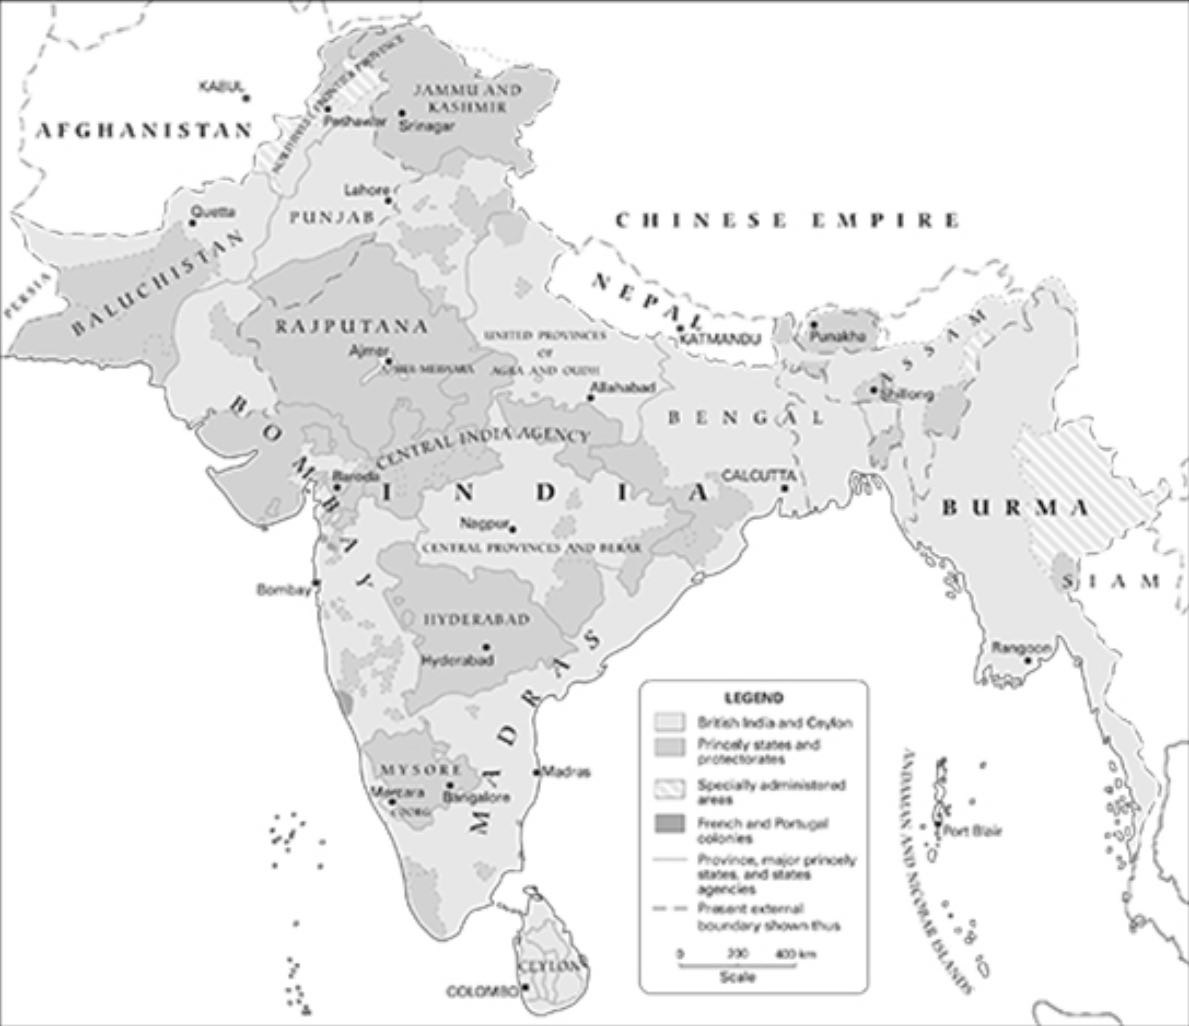 KABUL
AFGHANISTAN
NORTHWEST FRONTIER PROVINCE
Peshawar
JAMMU AND
KASHMIR
Srinagar
Lahore
PUNJAB
Quetta
BALUCHISTAN
PERSIA
CHINESE EMPIRE
NEPAL
KATMANDU
Punakha
ASSAM
Shillong
RAJPUTANA
Ajmer
UNITED PROVINCES
OF
AGRA AND OUDH
Allahabad
BENGAL
CALCUTTA
BOMBAY
CENTRAL INDIA AGENCY
Baroda
INDIA
Nagpur
CENTRAL PROVINCES AND BERAR
BURMA
SIAM
Bombay
HYDERABAD
Hyderabad
Rangoon
MADRAS
MYSORE
Mercara
Bangalore
COORG
Madras
CEYLON
COLOMBO
ANDAMAN AND NICOBAR ISLANDS
Port Blair
LEGEND
British India and Ceylon
Princely states and
protectorates
Specially administered
areas
French and Portugal
colonies
Province, major princely
states, and states
agencies
Present external
boundary shown thus
0 200 400 km
Scale